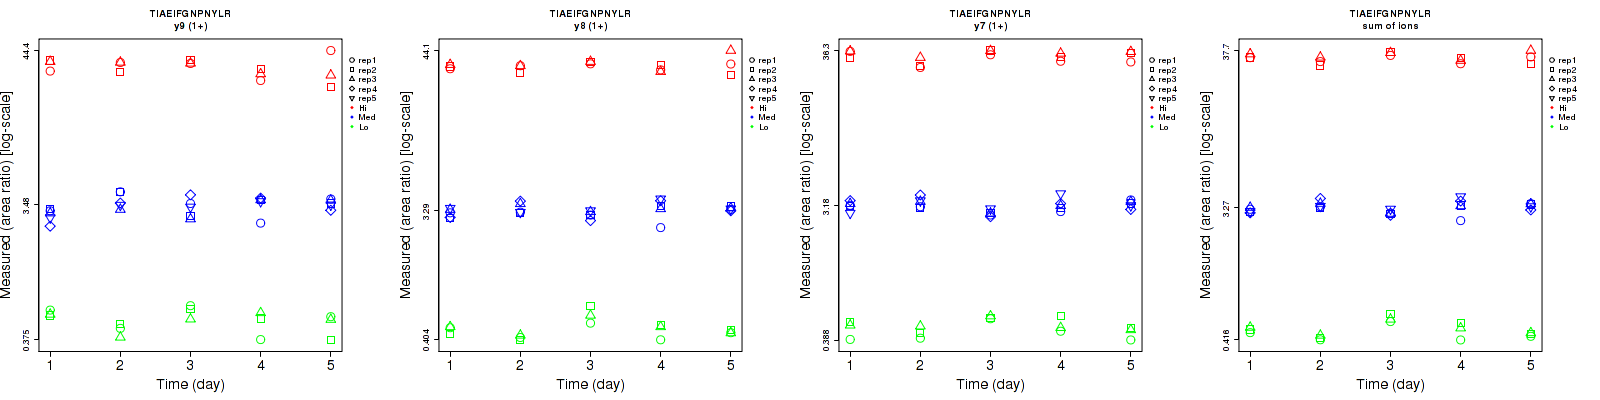 TIAEIFGNPNYLR
y9 (1+)
Measured (area ratio) [log-scale]
44.4
3.48
0.375
1 2 3 4 5
Time (day)
rep1
rep2
rep3
rep4
rep5
Hi
Med
Lo
TIAEIFGNPNYLR
y8 (1+)
Measured (area ratio) [log-scale]
44.1
3.29
0.404
1 2 3 4 5
Time (day)
rep1
rep2
rep3
rep4
rep5
Hi
Med
Lo
TIAEIFGNPNYLR
y7 (1+)
Measured (area ratio) [log-scale]
36.3
3.18
0.388
1 2 3 4 5
Time (day)
rep1
rep2
rep3
rep4
rep5
Hi
Med
Lo
TIAEIFGNPNYLR
sum of ions
Measured (area ratio) [log-scale]
37.7
3.27
0.416
1 2 3 4 5
Time (day)
rep1
rep2
rep3
rep4
rep5
Hi
Med
Lo